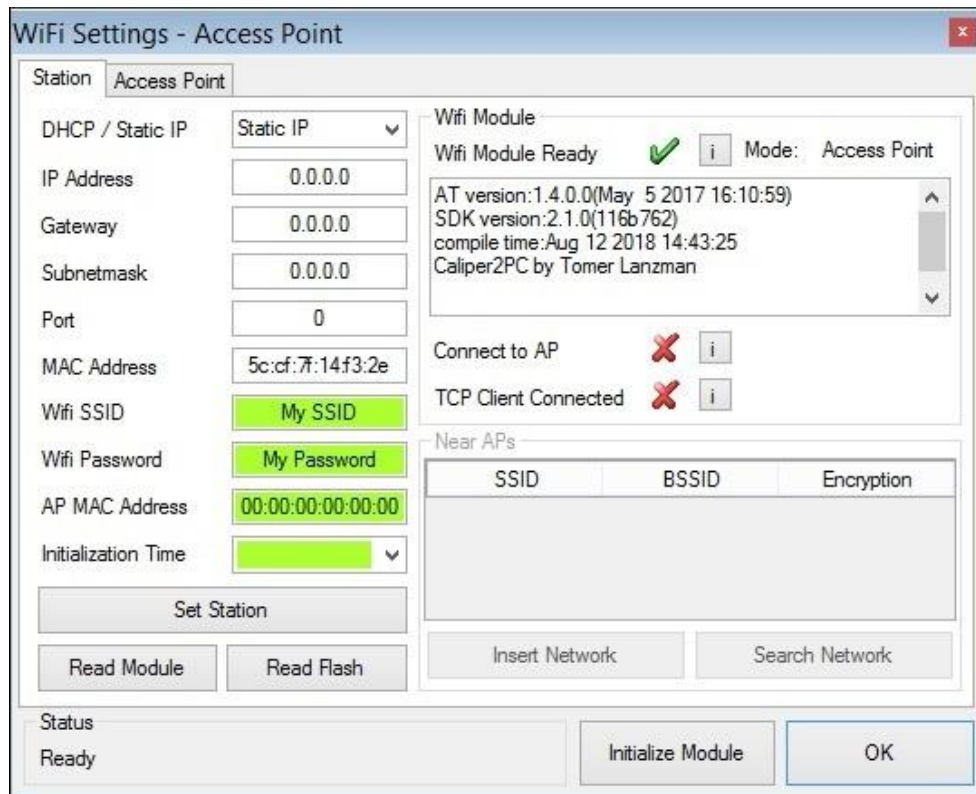 WiFi Settings - Access Point
x
Station
Access Point
DHCP / Static IP
Static IP
IP Address
0.0.0.0
Gateway
0.0.0.0
Subnetmask
0.0.0.0
Port
0
MAC Address
5c:cf:7f:14:f3:2e
Wifi SSID
My SSID
Wifi Password
My Password
AP MAC Address
00:00:00:00:00:00
Initialization Time
Set Station
Read Module
Read Flash
Wifi Module
Wifi Module Ready
i
Mode: Access Point
AT version:1.4.0.0(May 5 2017 16:10:59)
SDK version:2.1.0(116b762)
compile time:Aug 12 2018 14:43:25
Caliper2PC by Tomer Lanzman
Connect to AP
i
TCP Client Connected
i
Near APs
SSID
BSSID
Encryption
Insert Network
Search Network
Status
Ready
Initialize Module
OK